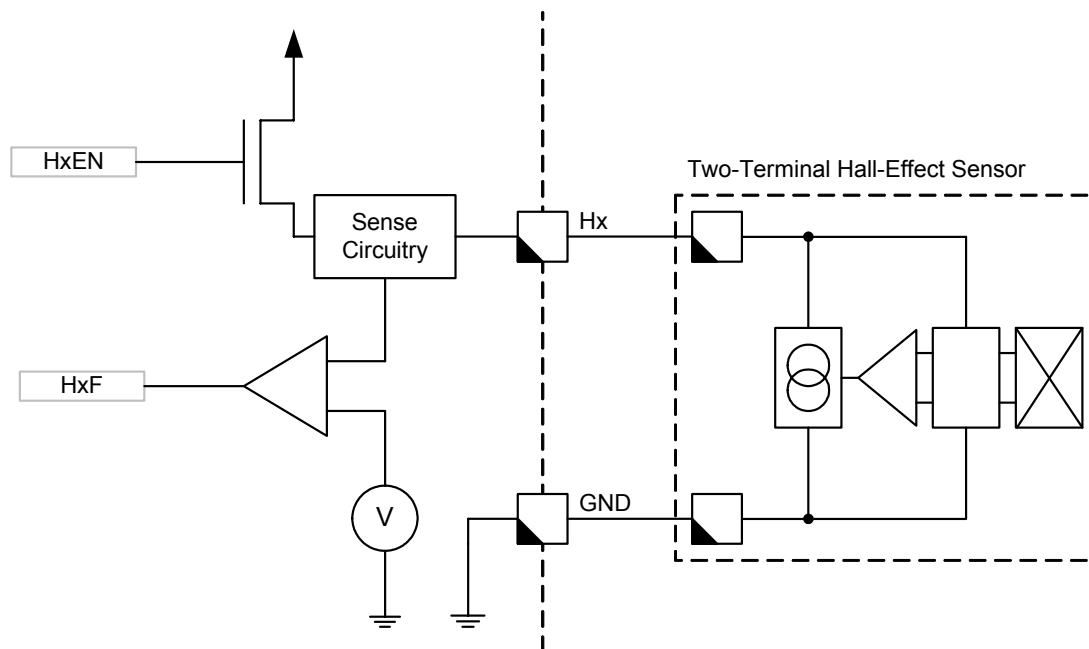 HxEN
Two-Terminal Hall-Effect Sensor
Sense
Circuitry
Hx
HxF
GND
V